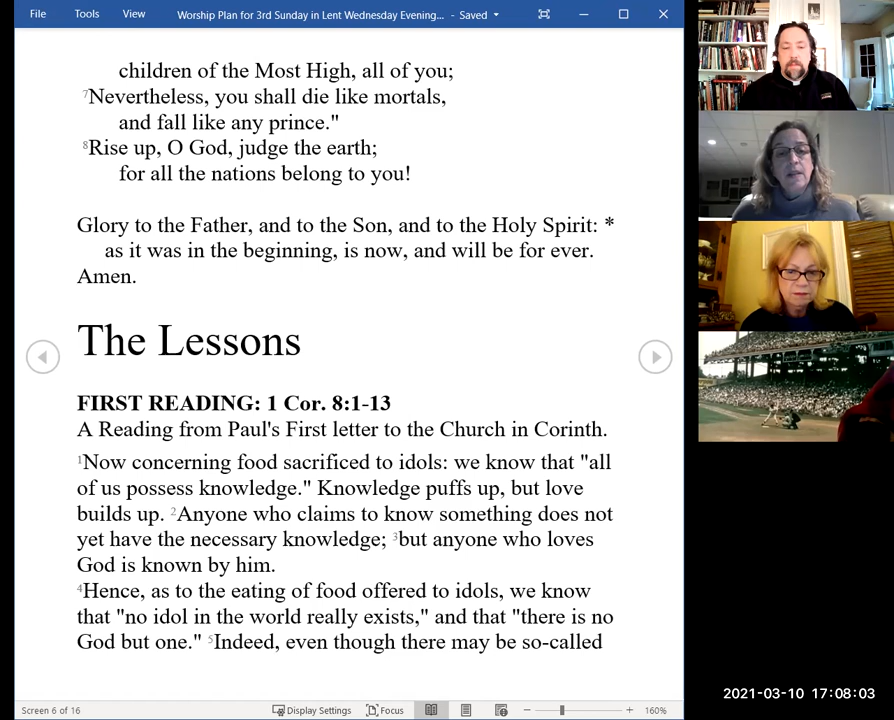 File Tools View Worship Plan for 3rd Sunday in Lent Wednesday Evening... - Saved
children of the Most High, all of you;
7Nevertheless, you shall die like mortals,
and fall like any prince."
8Rise up, O God, judge the earth;
for all the nations belong to you!
Glory to the Father, and to the Son, and to the Holy Spirit: *
as it was in the beginning, is now, and will be for ever.
Amen.
The Lessons
FIRST READING: 1 Cor. 8:1-13
A Reading from Paul's First letter to the Church in Corinth.
1Now concerning food sacrificed to idols: we know that "all
of us possess knowledge." Knowledge puffs up, but love
builds up. 2Anyone who claims to know something does not
yet have the necessary knowledge; 3but anyone who loves
God is known by him.
4Hence, as to the eating of food offered to idols, we know
that "no idol in the world really exists," and that "there is no
God but one." 5Indeed, even though there may be so-called
Screen 6 of 16 Display Settings Focus 160%
2021-03-10 17:08:03